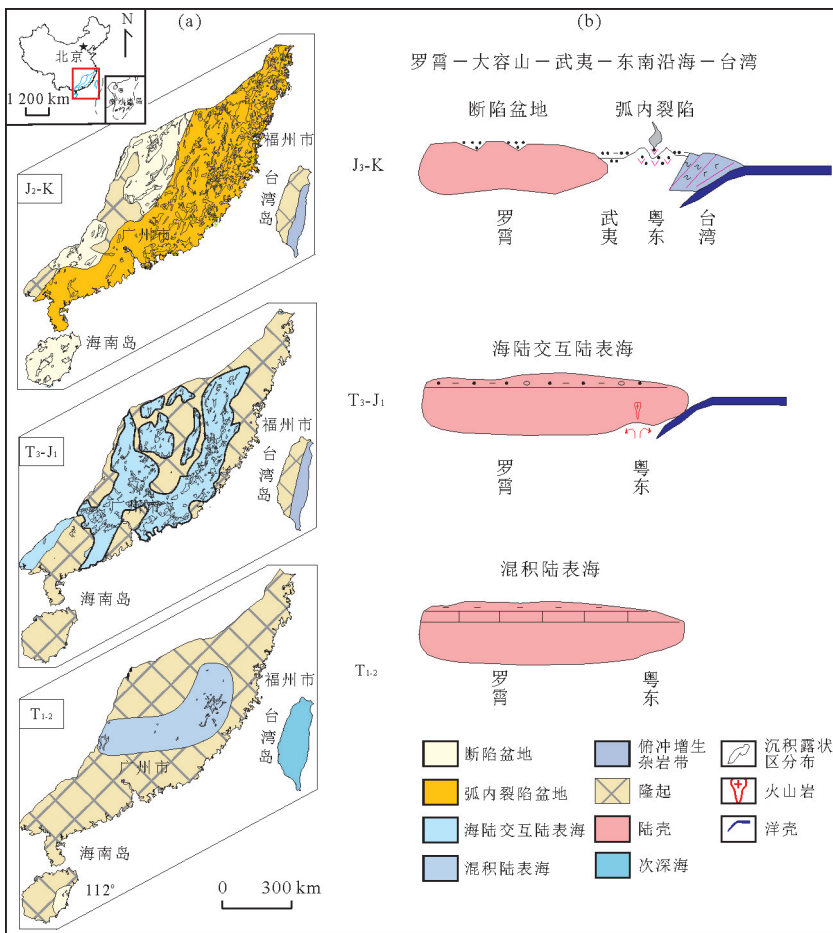 (a)
(b)
N
北京
1 200 km
罗霄－大容山－武夷－东南沿海－台湾
断陷盆地
弧内裂陷
J₃-K
罗霄
武夷
粤东
台湾
J₂-K
福州市
台湾岛
广州市
海南岛
海陆交互陆表海
T₃-J₁
罗霄
粤东
T₃-J₁
福州市
台湾岛
海南岛
混积陆表海
T₁₋₂
罗霄
粤东
T₁₋₂
福州市
台湾岛
广州市
海南岛
112°
0 300 km
断陷盆地
弧内裂陷盆地
海陆交互陆表海
混积陆表海
俯冲增生
杂岩带
隆起
陆壳
次深海
沉积露状
区分布
火山岩
洋壳